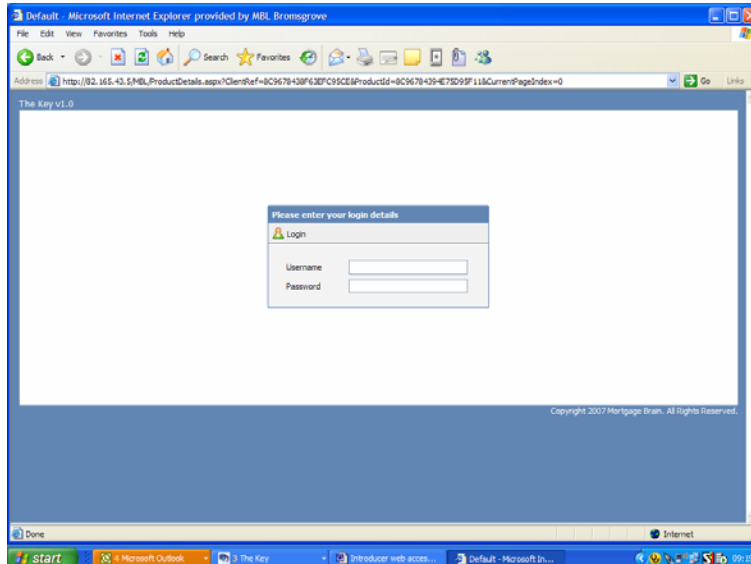 Default - Microsoft Internet Explorer provided by MBL Bromsgrove
File Edit View Favorites Tools Help
Back Search Favorites
Address http://82.165.43.5/MBL/ProductDetails.aspx?ClientRef=8C9678438F63EFC95CE&ProductId=8C96784394E75D95F11&CurrentPageIndex=0 Go Links
The Key v1.0
Please enter your login details
Login
Username
Password
Copyright 2007 Mortgage Brain. All Rights Reserved.
Done Internet
start 4 Microsoft Outlook 3 The Key Introducer web acces... Default - Microsoft In...